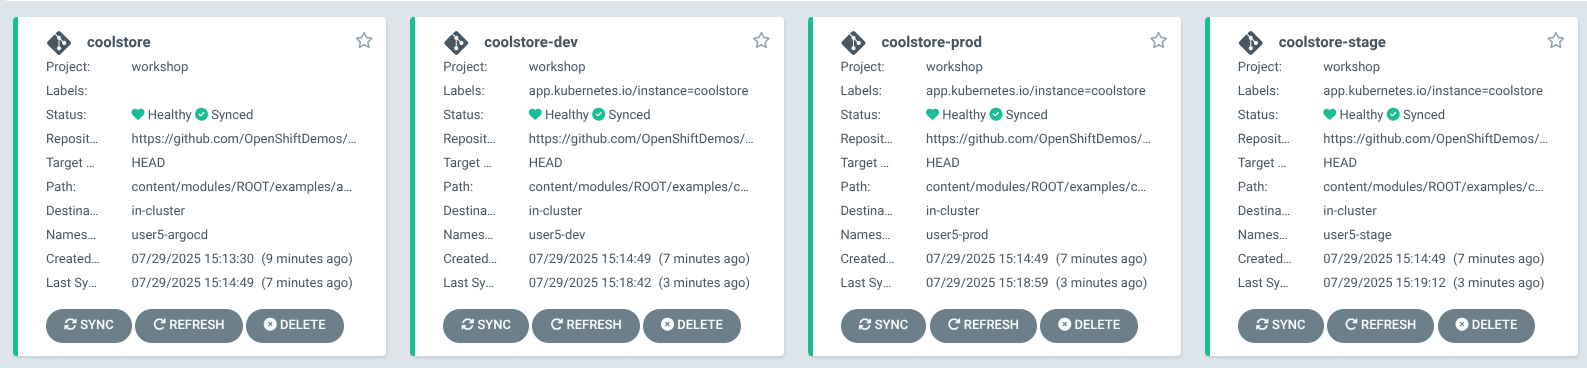 coolstore
Project: workshop
Labels:
Status: Healthy Synced
Reposit... https://github.com/OpenShiftDemos/...
Target ... HEAD
Path: content/modules/ROOT/examples/a...
Destina... in-cluster
Names... user5-argocd
Created... 07/29/2025 15:13:30 (9 minutes ago)
Last Sy... 07/29/2025 15:14:49 (7 minutes ago)
SYNC REFRESH DELETE
coolstore-dev
Project: workshop
Labels: app.kubernetes.io/instance=coolstore
Status: Healthy Synced
Reposit... https://github.com/OpenShiftDemos/...
Target ... HEAD
Path: content/modules/ROOT/examples/c...
Destina... in-cluster
Names... user5-dev
Created... 07/29/2025 15:14:49 (7 minutes ago)
Last Sy... 07/29/2025 15:18:42 (3 minutes ago)
SYNC REFRESH DELETE
coolstore-prod
Project: workshop
Labels: app.kubernetes.io/instance=coolstore
Status: Healthy Synced
Reposit... https://github.com/OpenShiftDemos/...
Target ... HEAD
Path: content/modules/ROOT/examples/c...
Destina... in-cluster
Names... user5-prod
Created... 07/29/2025 15:14:49 (7 minutes ago)
Last Sy... 07/29/2025 15:18:59 (3 minutes ago)
SYNC REFRESH DELETE
coolstore-stage
Project: workshop
Labels: app.kubernetes.io/instance=coolstore
Status: Healthy Synced
Reposit... https://github.com/OpenShiftDemos/...
Target ... HEAD
Path: content/modules/ROOT/examples/c...
Destina... in-cluster
Names... user5-stage
Created... 07/29/2025 15:14:49 (7 minutes ago)
Last Sy... 07/29/2025 15:19:12 (3 minutes ago)
SYNC REFRESH DELETE